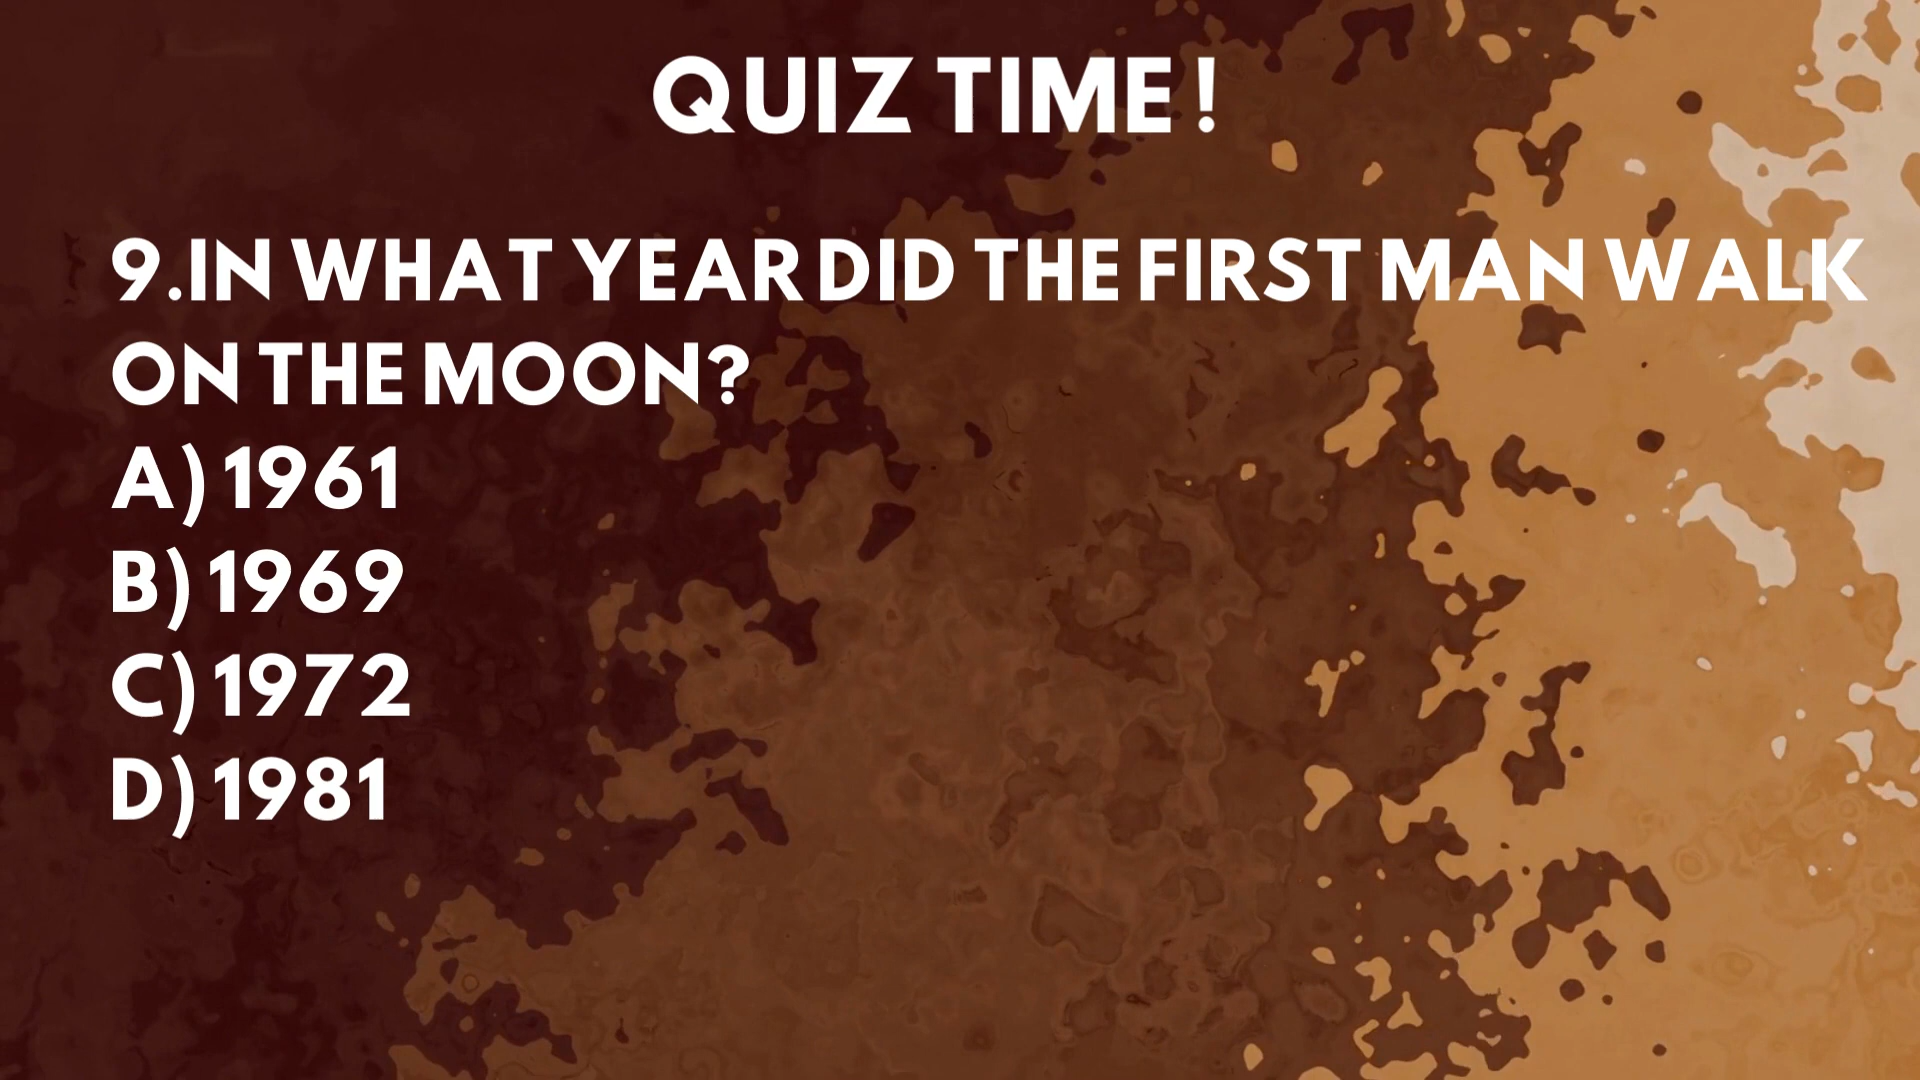 QUIZ TIME !
9.IN WHAT YEAR DID THE FIRST MAN WALK
ON THE MOON?
A) 1961
B) 1969
C) 1972
D) 1981